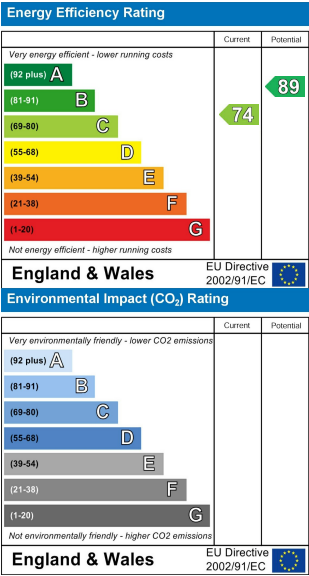 Energy Efficiency Rating
Current Potential
Very energy efficient - lower running costs
(92 plus) A
(81-91) B
89
(69-80) C
74
(55-68) D
(39-54) E
(21-38) F
(1-20) G
Not energy efficient - higher running costs
England & Wales
EU Directive
2002/91/EC
Environmental Impact (CO₂) Rating
Current Potential
Very environmentally friendly - lower CO2 emissions
(92 plus) A
(81-91) B
(69-80) C
(55-68) D
(39-54) E
(21-38) F
(1-20) G
Not environmentally friendly - higher CO2 emissions
England & Wales
EU Directive
2002/91/EC